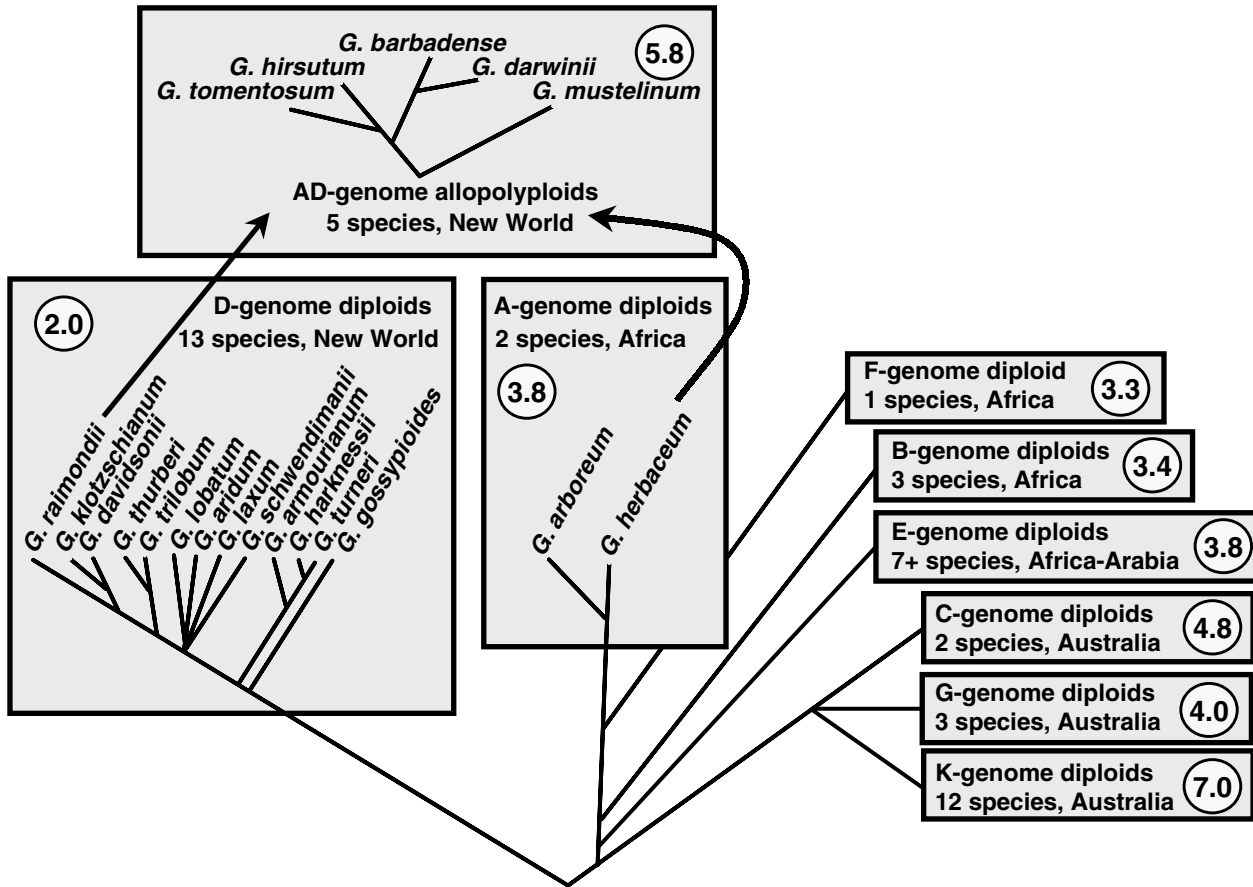 G. barbadense
5.8
G. hirsutum
G. darwinii
G. tomentosum
G. mustelinum
AD-genome allopolyploids
5 species, New World
2.0
D-genome diploids
13 species, New World
G. raimondii
G. klotzschianum
G. davidsonii
G. thurberi
G. trilobum
G. lobatum
G. aridum
G. laxum
G. schwendimanii
G. armourianum
G. harknessii
G. turneri
G. gossypioides
A-genome diploids
2 species, Africa
3.8
G. arboreum
G. herbaceum
F-genome diploid
1 species, Africa
3.3
B-genome diploids
3 species, Africa
3.4
E-genome diploids
7+ species, Africa-Arabia
3.8
C-genome diploids
2 species, Australia
4.8
G-genome diploids
3 species, Australia
4.0
K-genome diploids
12 species, Australia
7.0